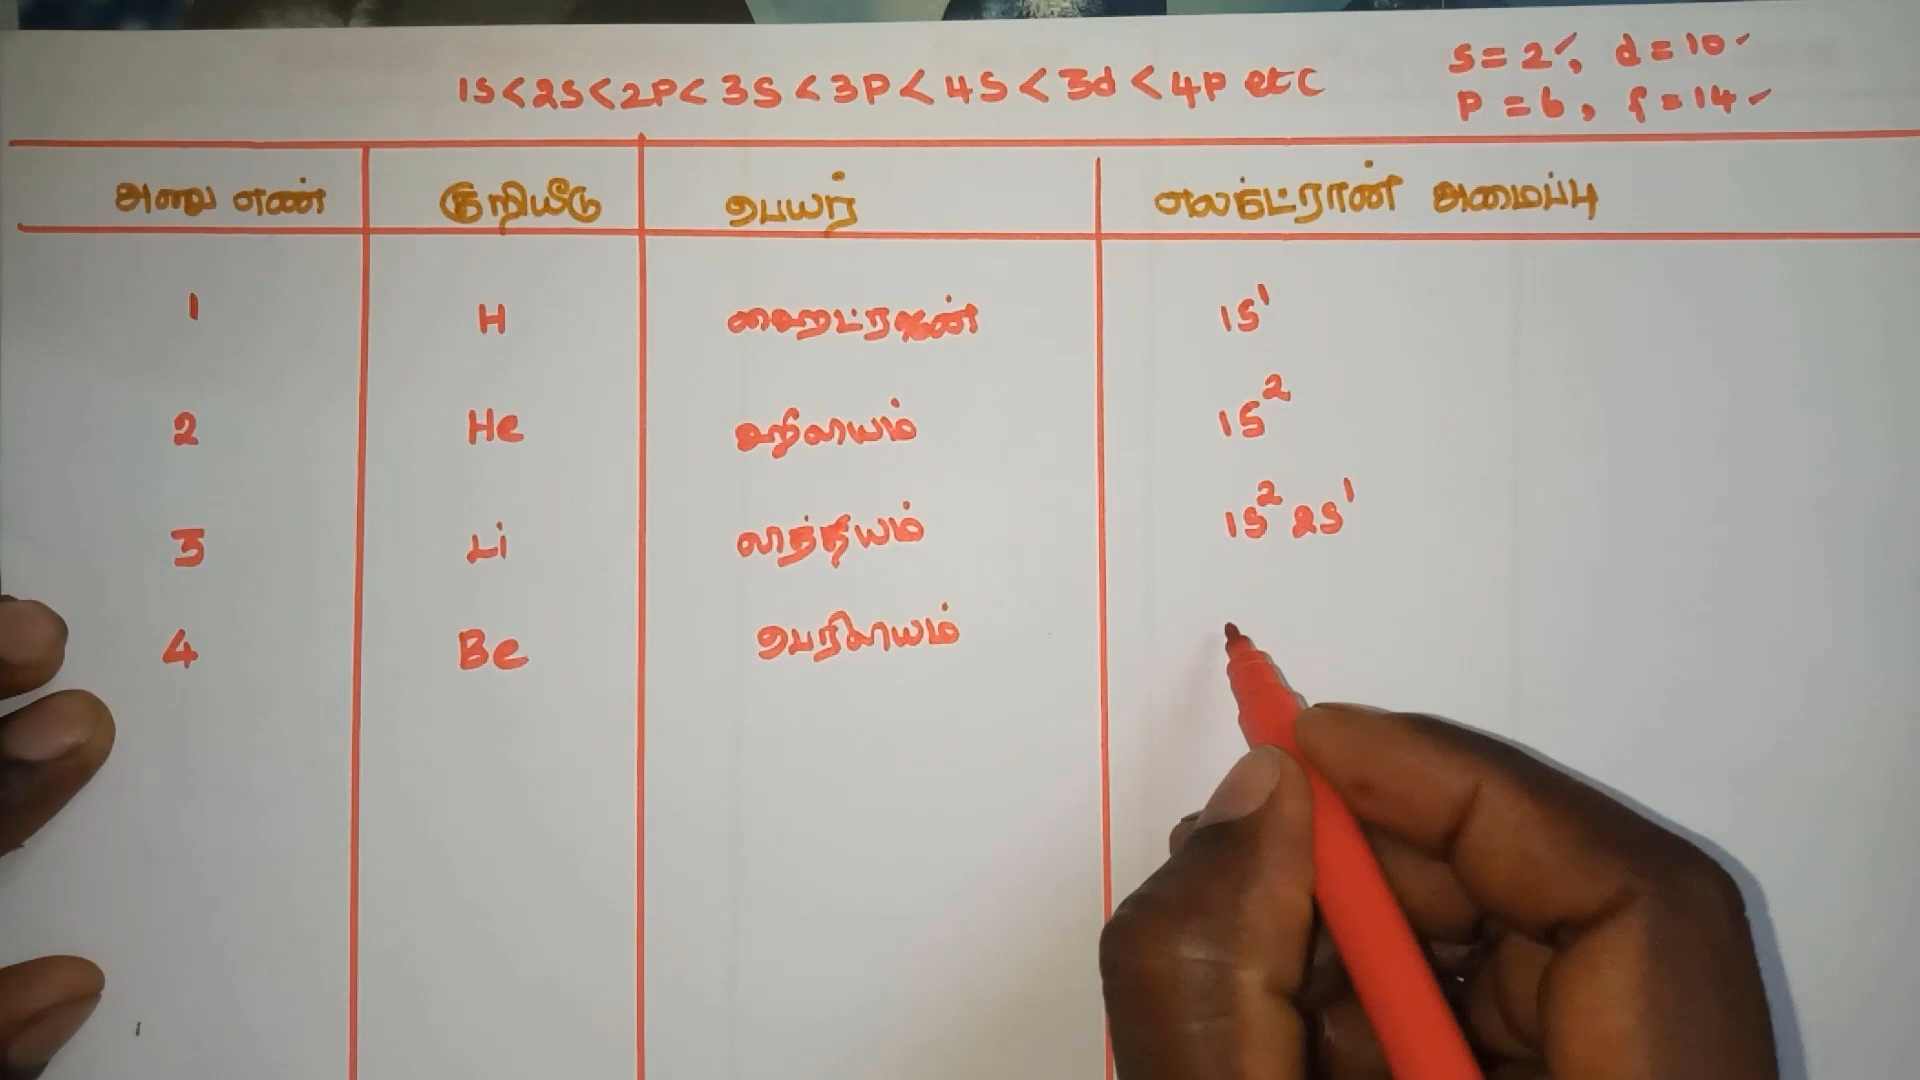 1S<2S<2P<3S<3P<4S<3d<4P etc
S=2, d=10
P=6, f=14
அணு எண் குறியீடு பெயர் எலக்ட்ரான் அமைப்பு
1 H ஹைட்ரஜன் 1S¹
2 He ஹீலியம் 1S²
3 Li லித்தியம் 1S² 2S¹
4 Be பெரிலியம்